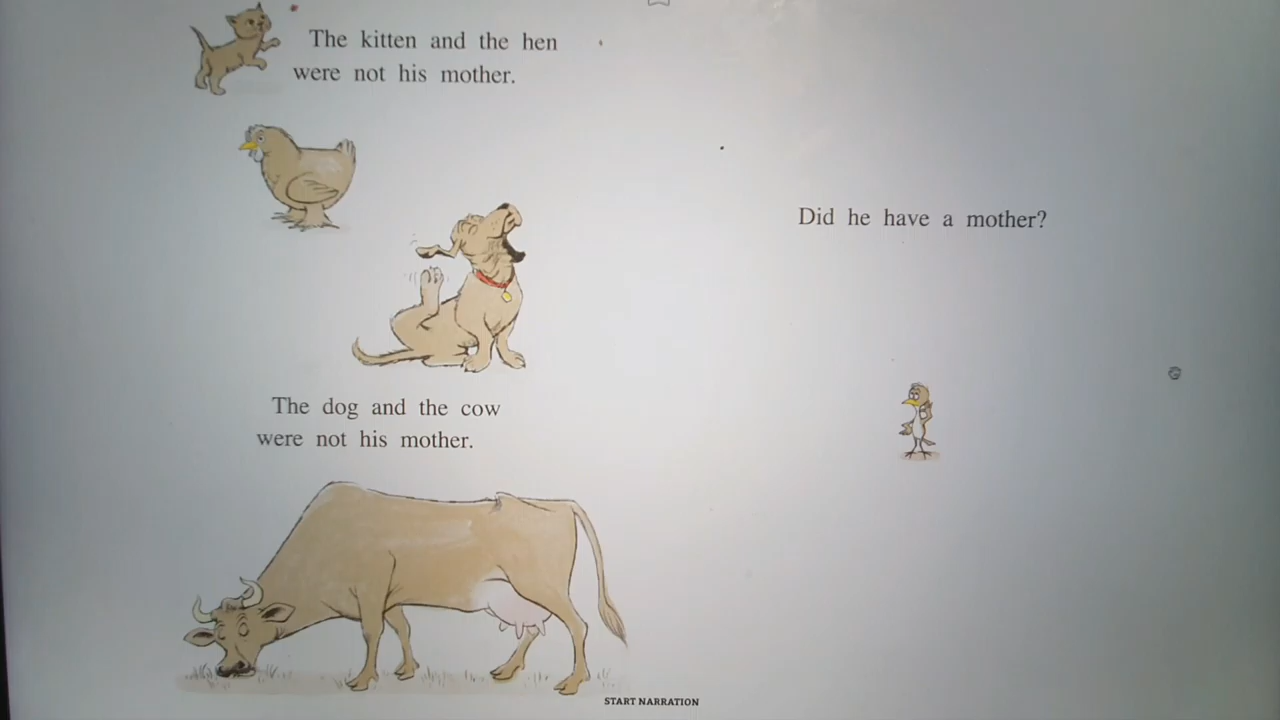 The kitten and the hen
were not his mother.
Did he have a mother?
The dog and the cow
were not his mother.
START NARRATION